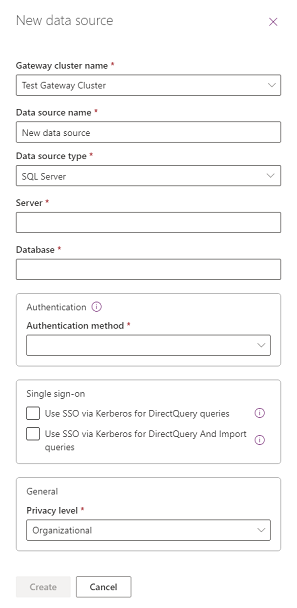 New data source
Gateway cluster name *
Test Gateway Cluster
Data source name *
New data source
Data source type *
SQL Server
Server *
Database *
Authentication
Authentication method *
Single sign-on
Use SSO via Kerberos for DirectQuery queries
Use SSO via Kerberos for DirectQuery And Import
queries
General
Privacy level *
Organizational
Create
Cancel